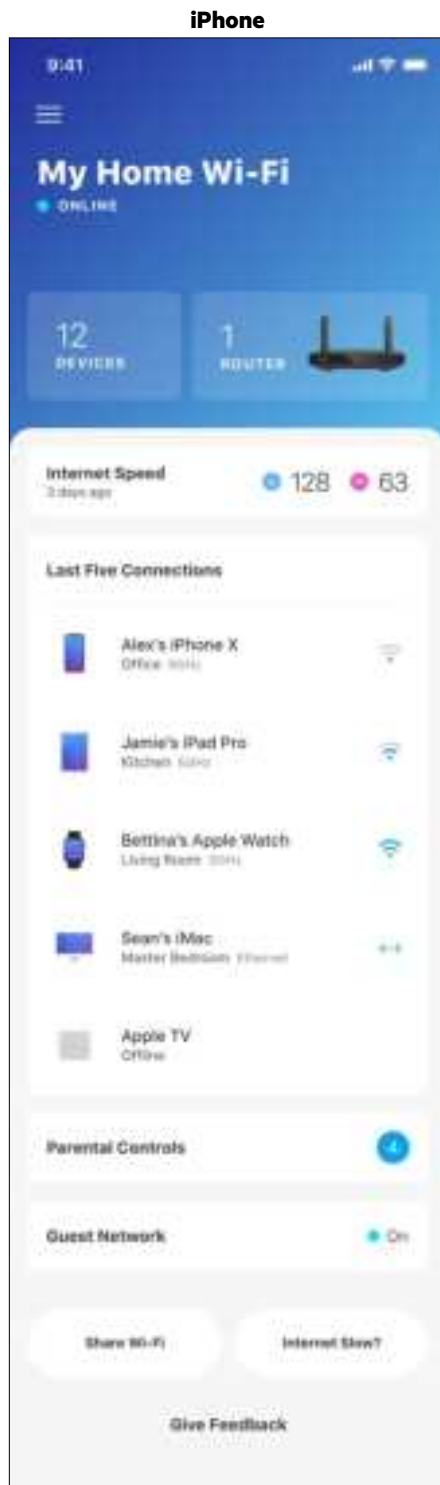 iPhone
9:41
My Home Wi-Fi
ONLINE
12
DEVICES
1
ROUTER
Internet Speed
3 days ago
128
63
Last Five Connections
Alex's iPhone X
Office
Jamie's iPad Pro
Kitchen
Bettina's Apple Watch
Living Room
Sean's iMac
Master Bedroom Ethernet
Apple TV
Offline
Parental Controls
Guest Network
On
Share Wi-Fi
Internet Slow?
Give Feedback